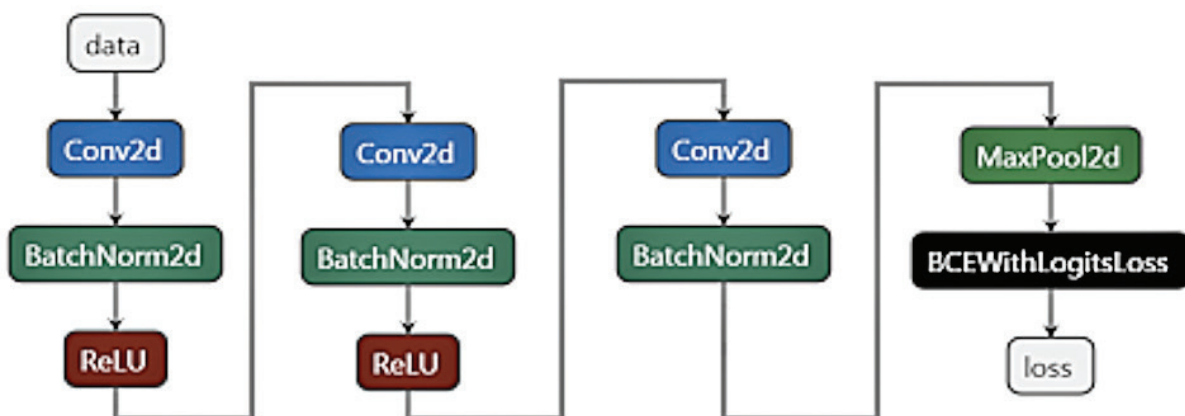 data
Conv2d
BatchNorm2d
ReLU
Conv2d
BatchNorm2d
ReLU
Conv2d
BatchNorm2d
MaxPool2d
BCEWithLogitsLoss
loss